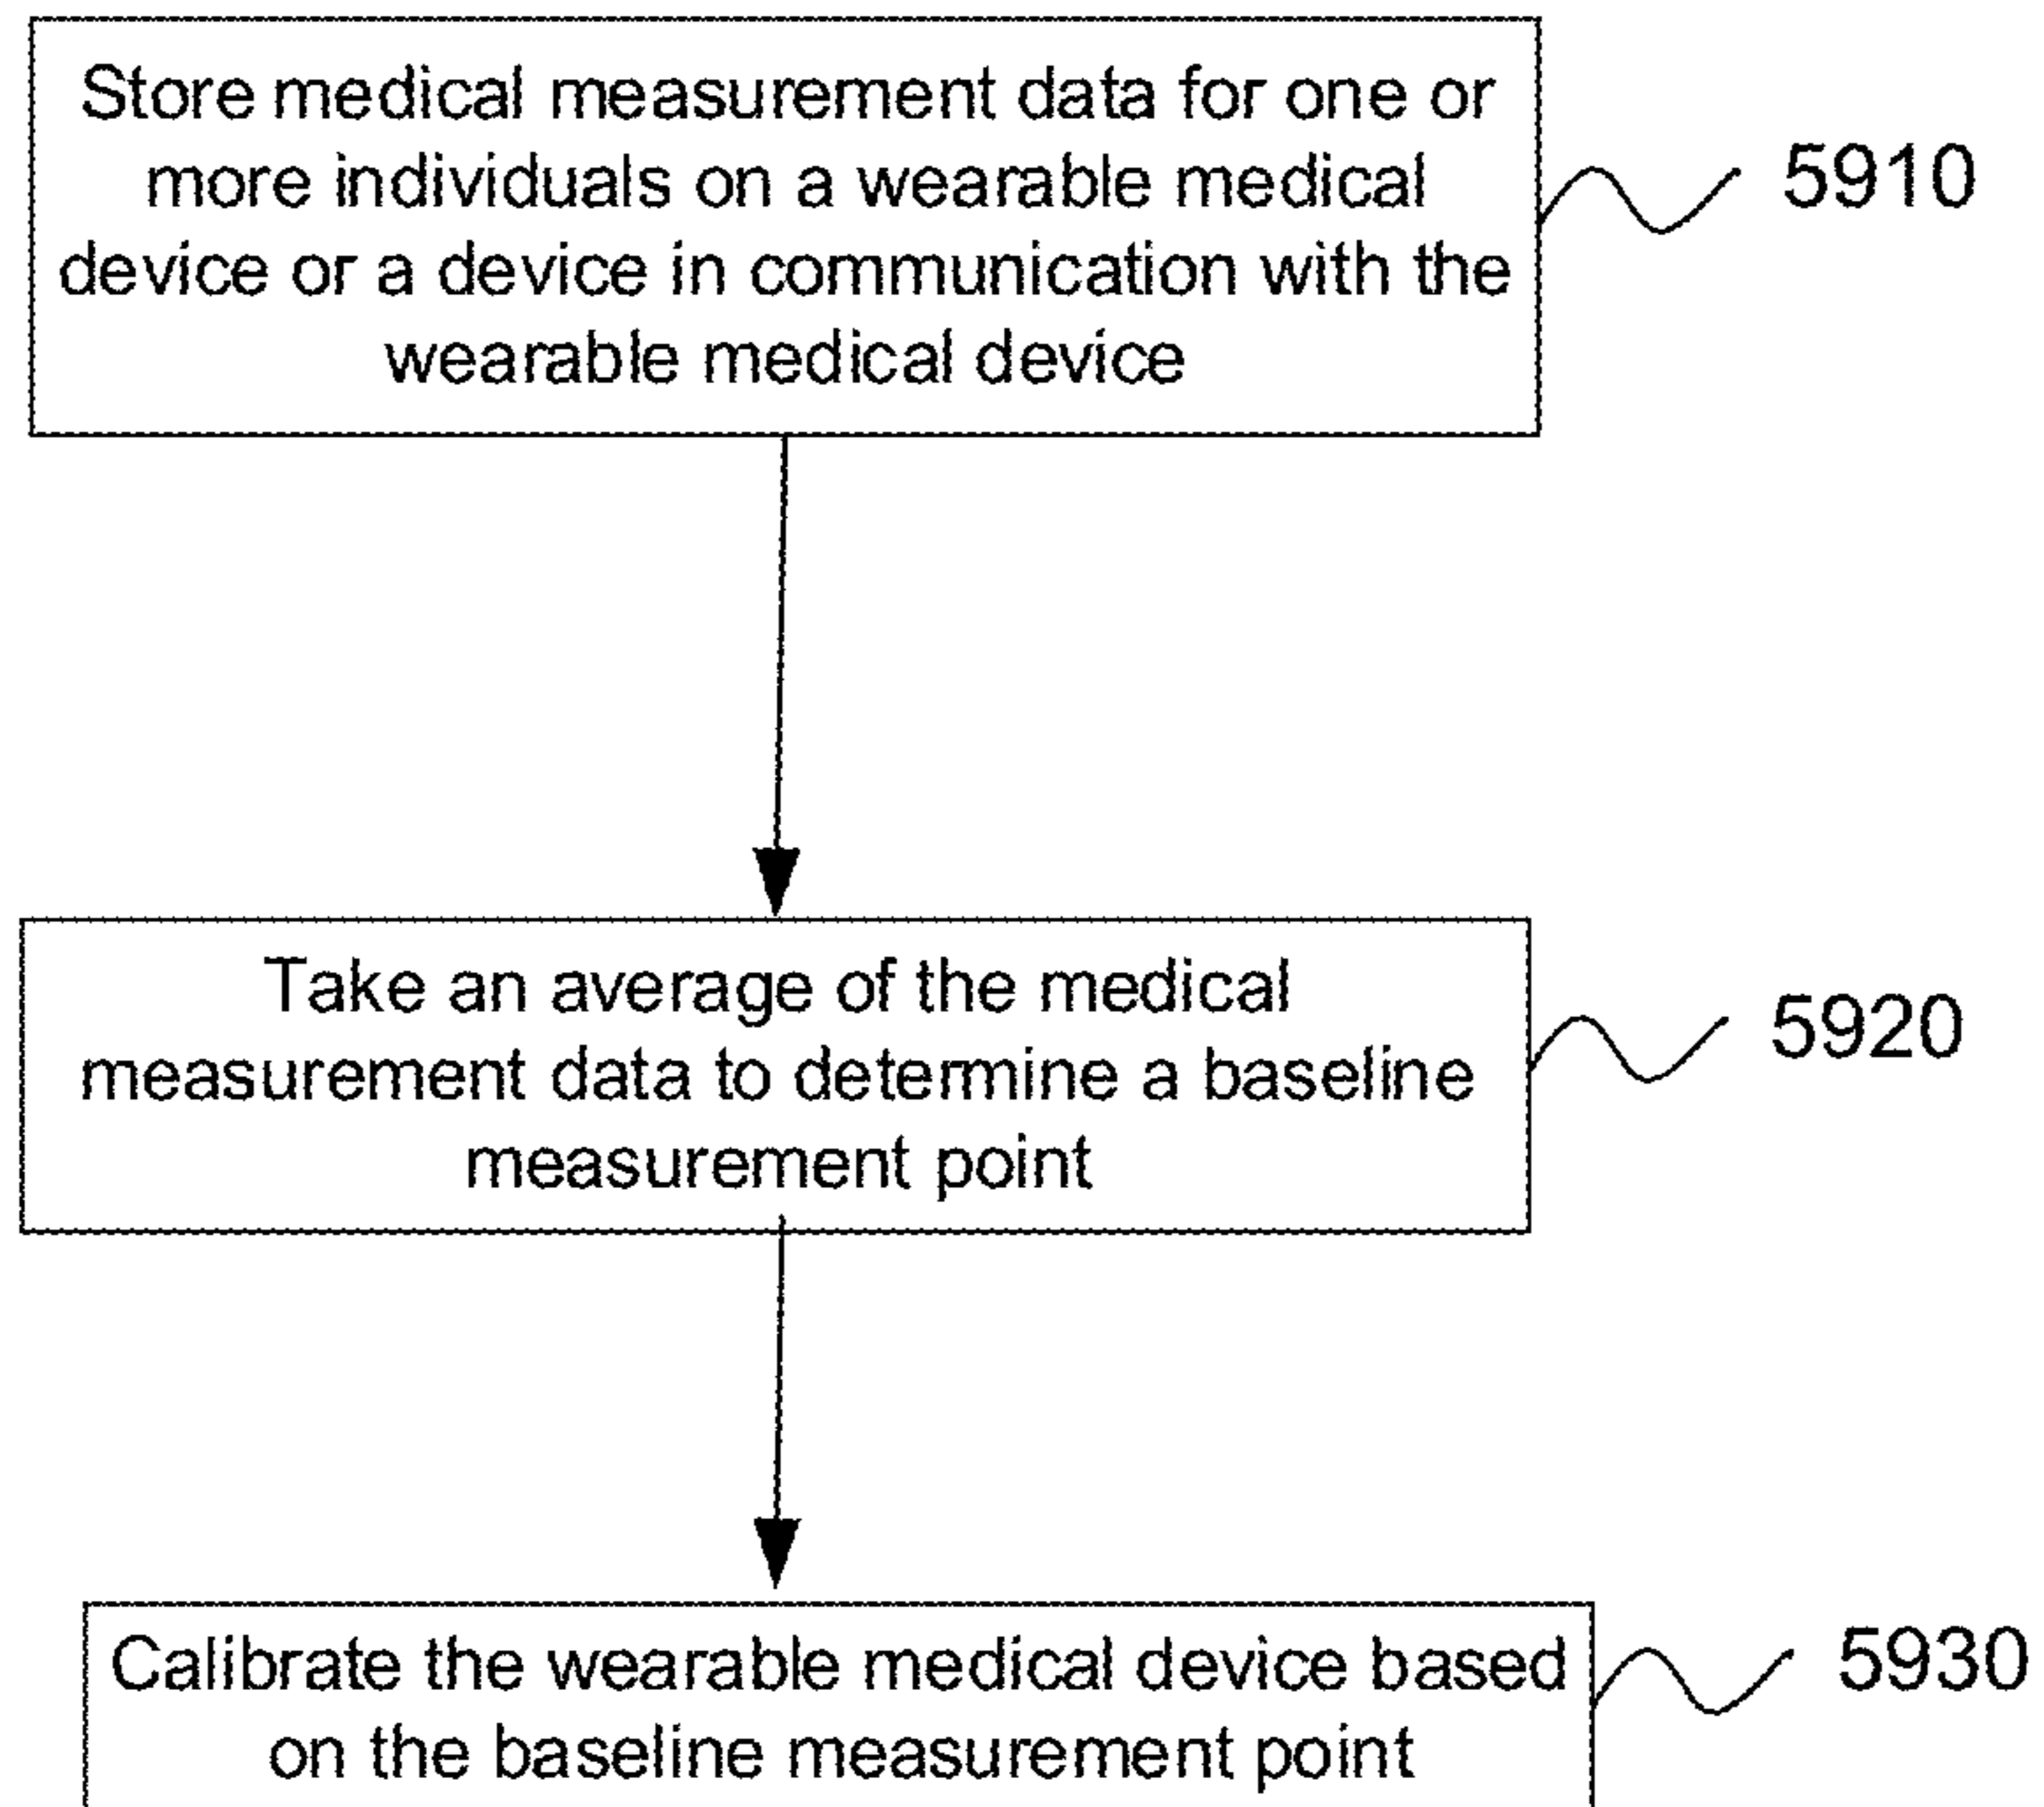 Store medical measurement data for one or
more individuals on a wearable medical
device or a device in communication with the
wearable medical device
5910
Take an average of the medical
measurement data to determine a baseline
measurement point
5920
Calibrate the wearable medical device based
on the baseline measurement point
5930